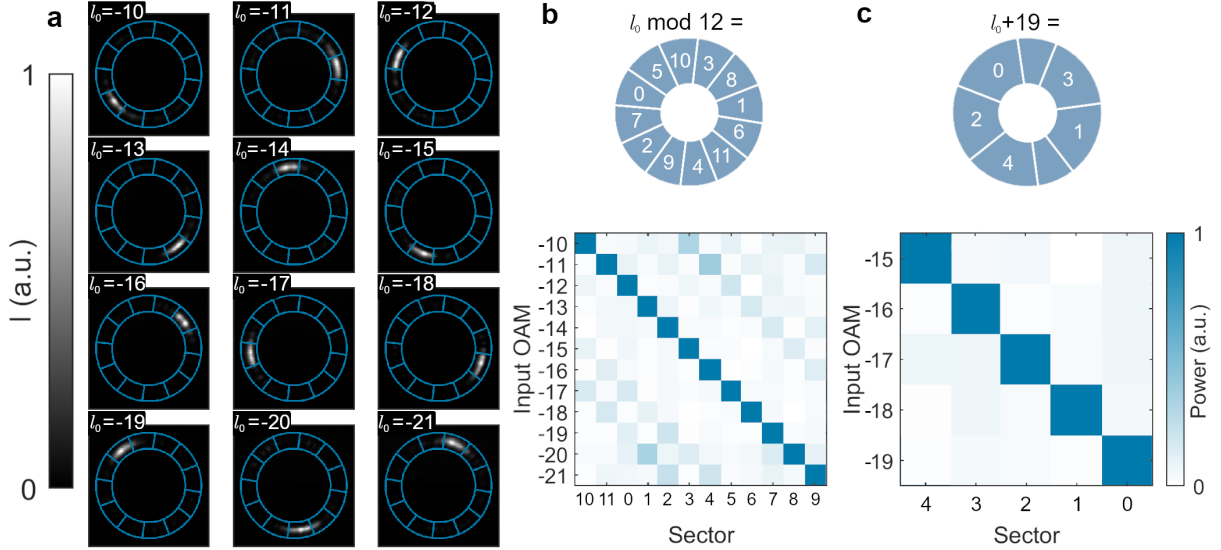 a
1
I (a.u.)
0
l₀=-10
l₀=-11
l₀=-12
l₀=-13
l₀=-14
l₀=-15
l₀=-16
l₀=-17
l₀=-18
l₀=-19
l₀=-20
l₀=-21
b
l₀ mod 12 =
10
3
5
8
0
1
7
6
2
11
9
4
Input OAM
-10
-11
-12
-13
-14
-15
-16
-17
-18
-19
-20
-21
10 11 0 1 2 3 4 5 6 7 8 9
Sector
c
l₀+19 =
0
3
2
1
4
Input OAM
-15
-16
-17
-18
-19
4 3 2 1 0
Sector
1
Power (a.u.)
0